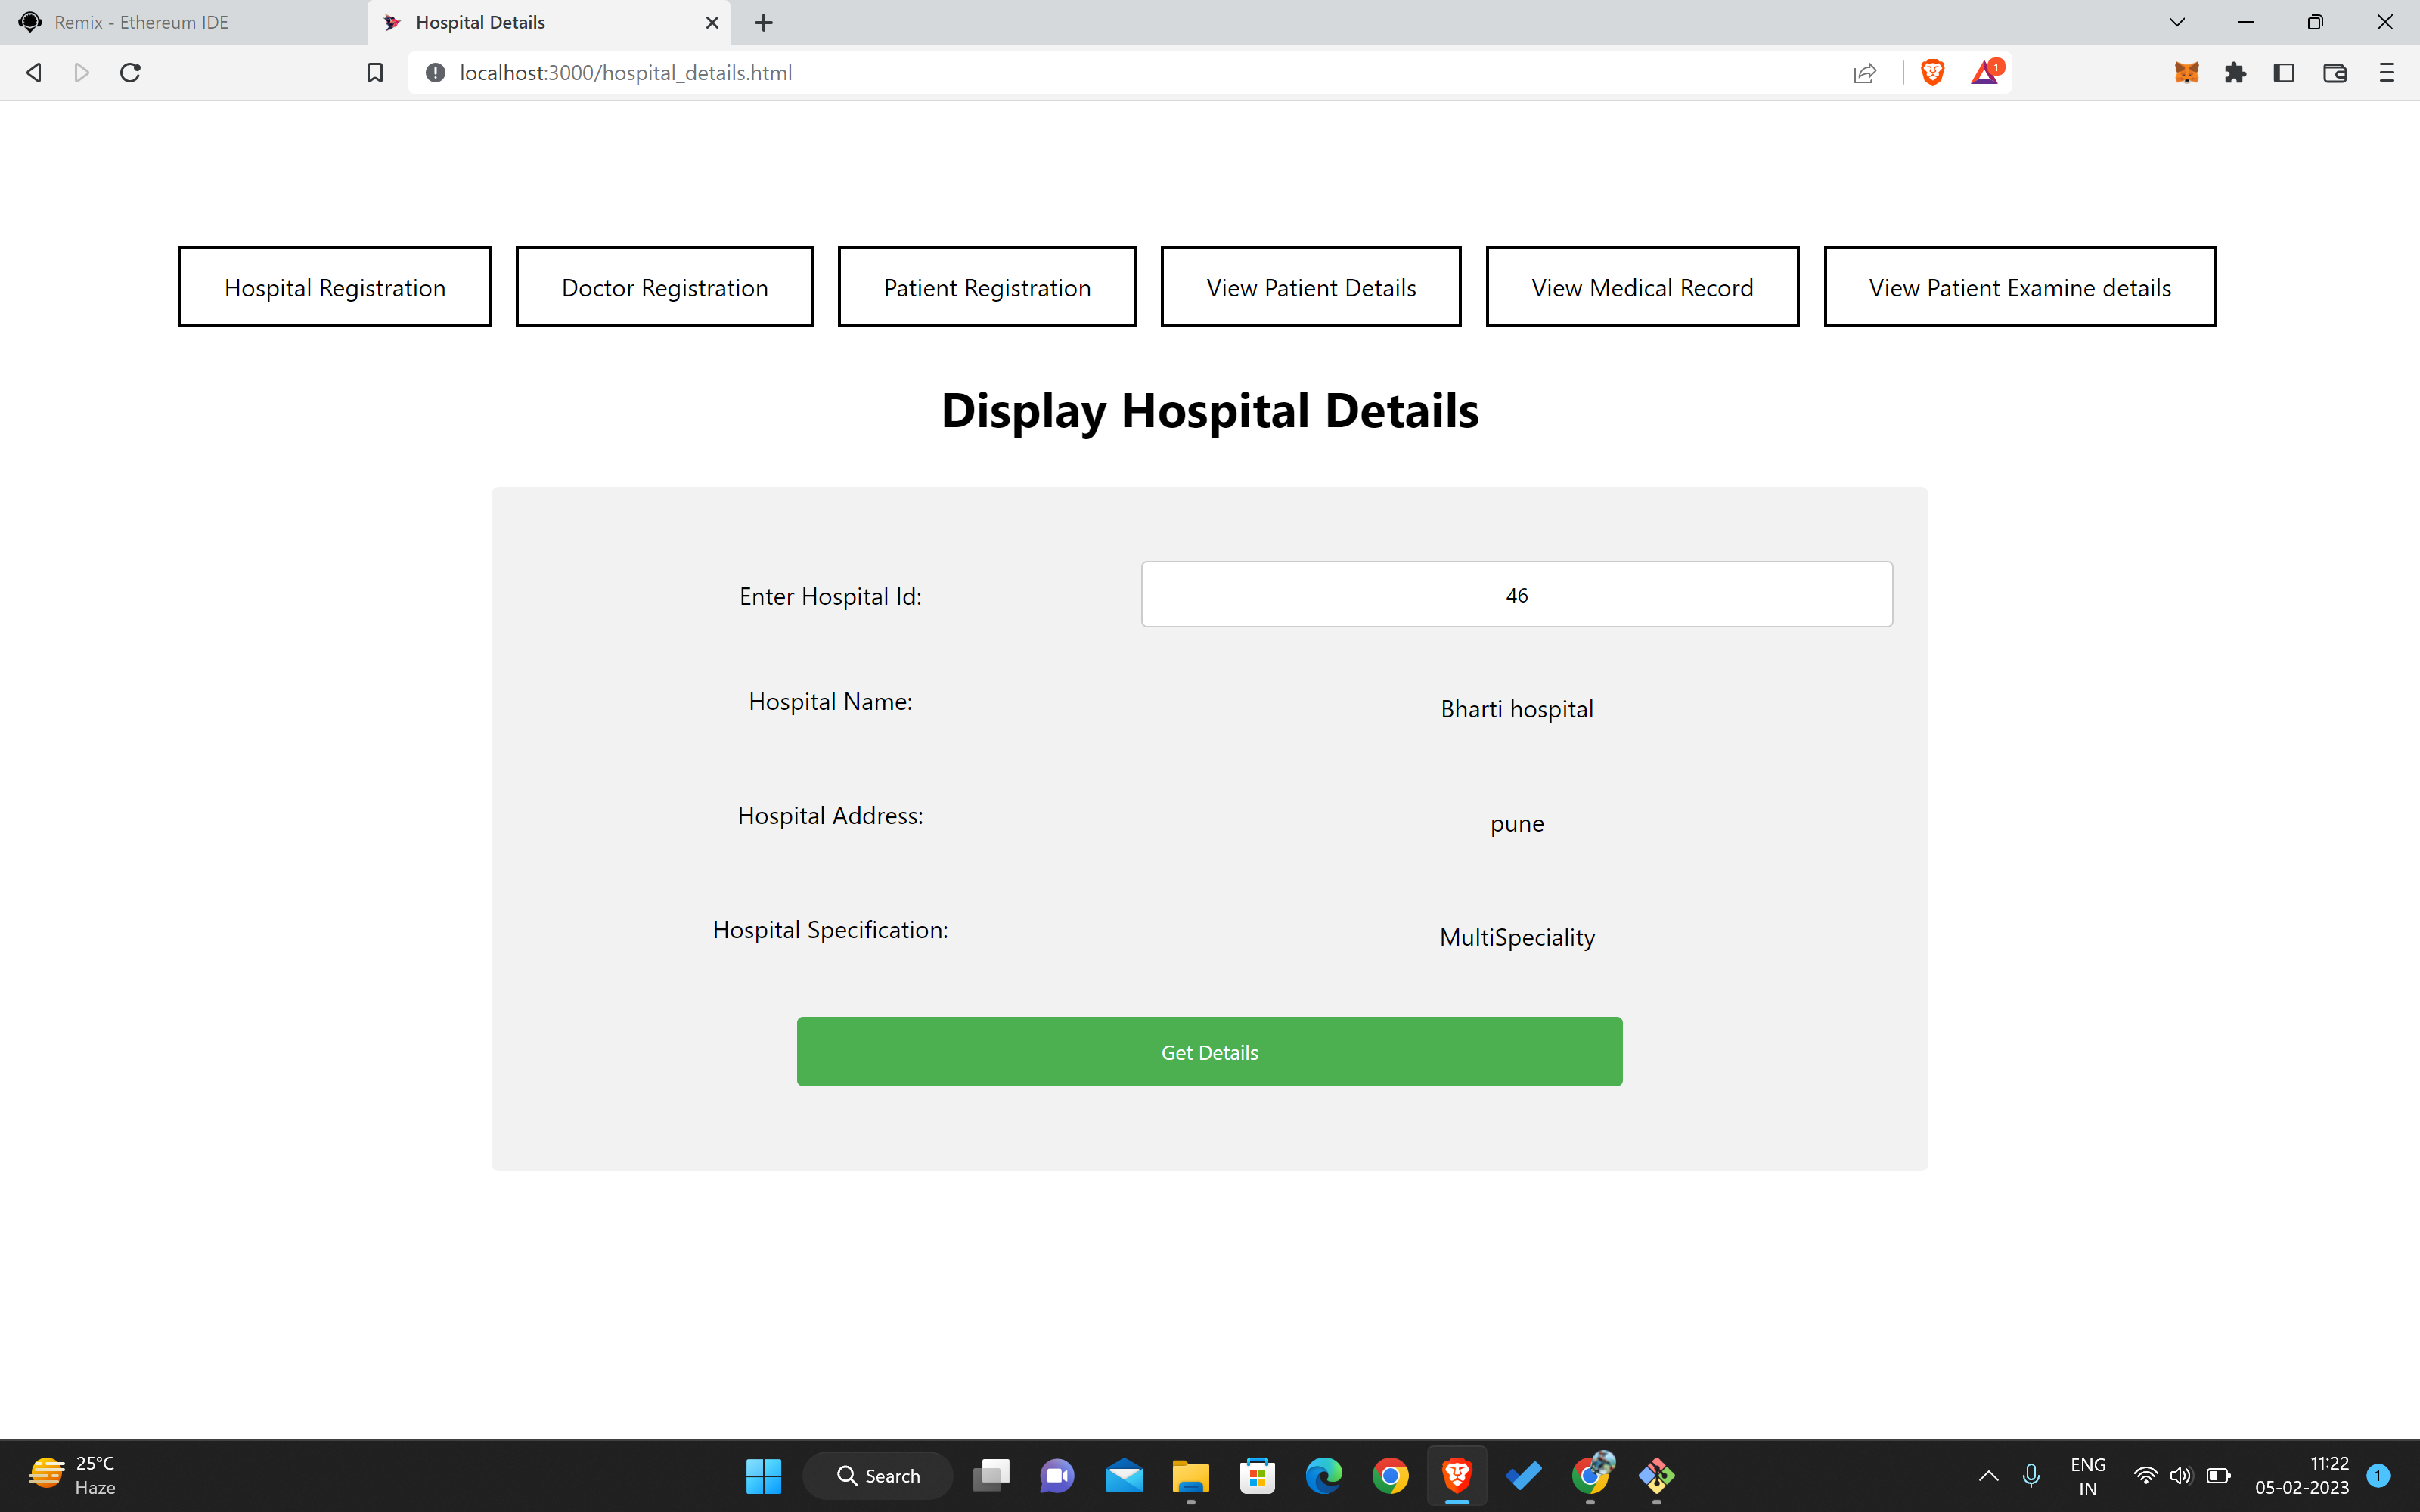 Remix - Ethereum IDE
Hospital Details
localhost:3000/hospital_details.html
1
Hospital Registration
Doctor Registration
Patient Registration
View Patient Details
View Medical Record
View Patient Examine details
Display Hospital Details
Enter Hospital Id:
46
Hospital Name:
Bharti hospital
Hospital Address:
pune
Hospital Specification:
MultiSpeciality
Get Details
25°C
Haze
Search
ENG
IN
11:22
05-02-2023
1